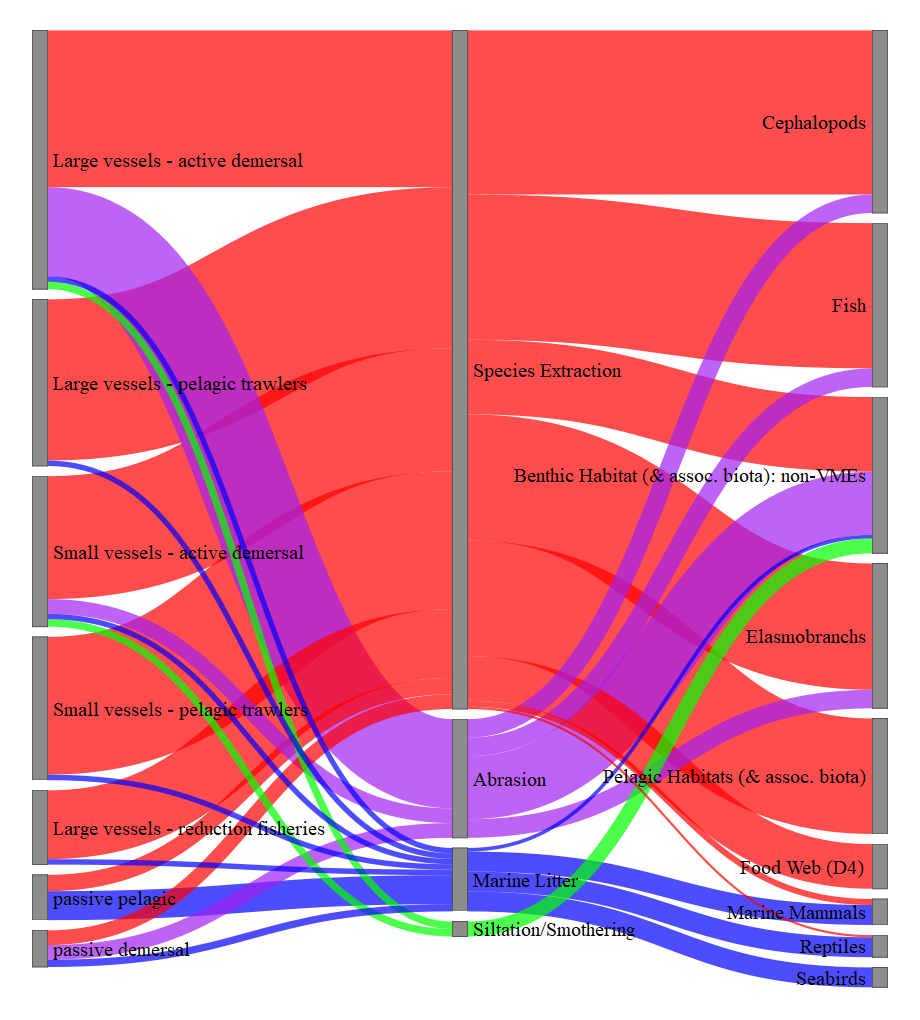 Large vessels - active demersal
Large vessels - pelagic trawlers
Small vessels - active demersal
Small vessels - pelagic trawlers
Large vessels - reduction fisheries
passive pelagic
passive demersal
Species Extraction
Abrasion
Marine Litter
Siltation/Smothering
Cephalopods
Fish
Benthic Habitat (& assoc. biota): non-VMEs
Elasmobranchs
Pelagic Habitats (& assoc. biota)
Food Web (D4)
Marine Mammals
Reptiles
Seabirds